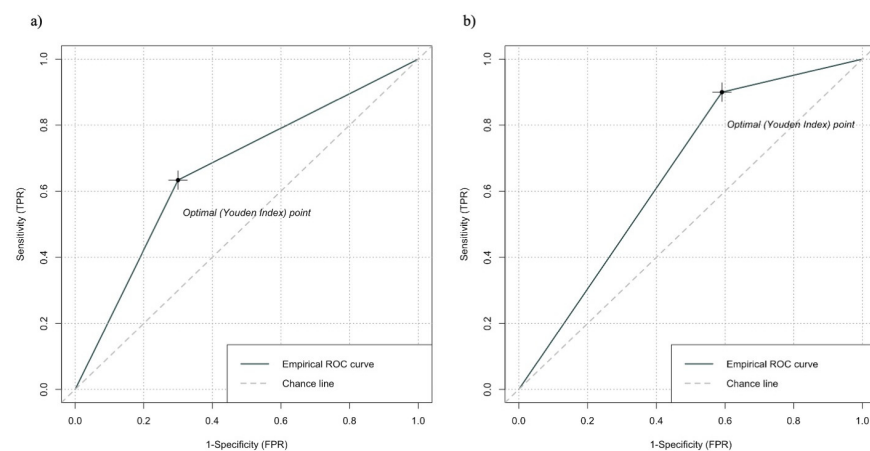 a)
1.0
0.8
0.6
0.4
0.2
0.0
Sensitivity (TPR)
Optimal (Youden Index) point
Empirical ROC curve
Chance line
0.0 0.2 0.4 0.6 0.8 1.0
1-Specificity (FPR)
b)
1.0
0.8
0.6
0.4
0.2
0.0
Sensitivity (TPR)
Optimal (Youden Index) point
Empirical ROC curve
Chance line
0.0 0.2 0.4 0.6 0.8 1.0
1-Specificity (FPR)